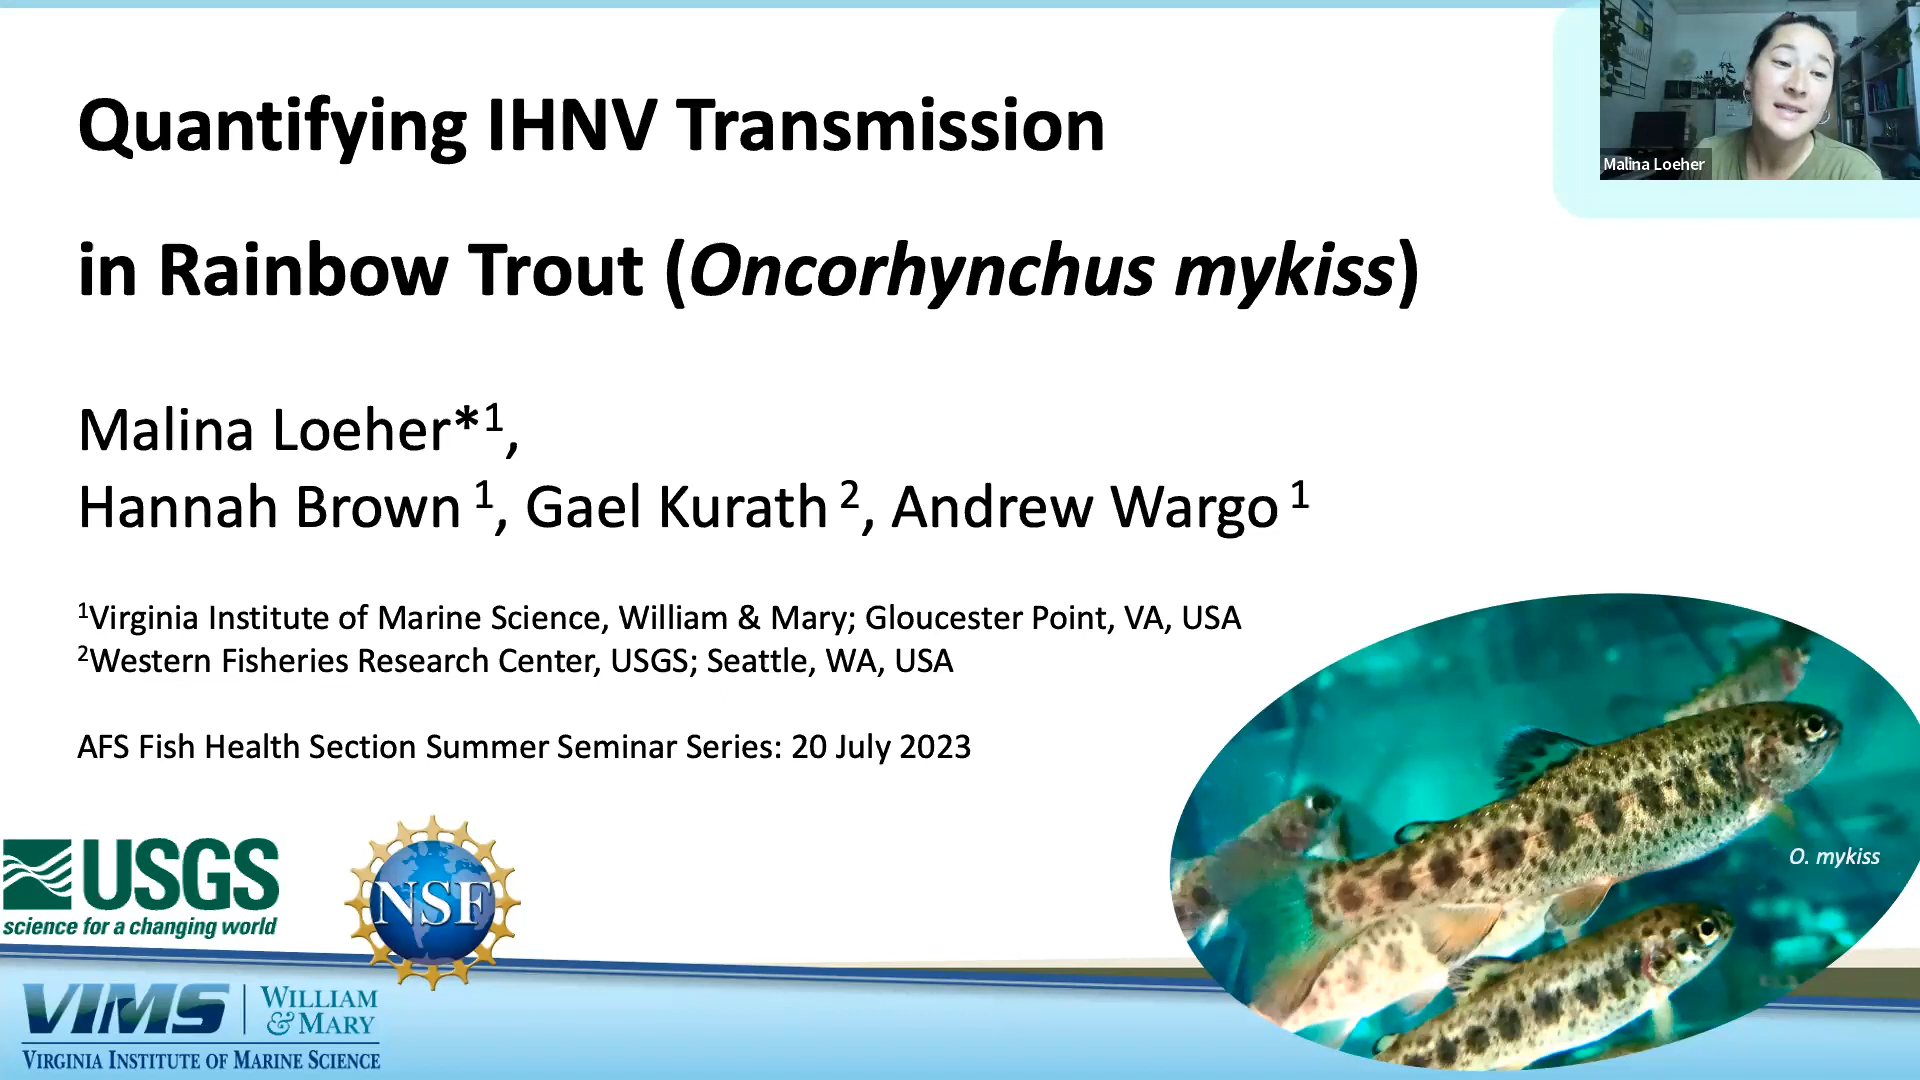 Quantifying IHNV Transmission
in Rainbow Trout (Oncorhynchus mykiss)
Malina Loeher
Malina Loeher*1,
Hannah Brown 1, Gael Kurath 2, Andrew Wargo 1
1Virginia Institute of Marine Science, William & Mary; Gloucester Point, VA, USA
2Western Fisheries Research Center, USGS; Seattle, WA, USA
AFS Fish Health Section Summer Seminar Series: 20 July 2023
O. mykiss
USGS
science for a changing world
NSF
VIMS
WILLIAM
& MARY
VIRGINIA INSTITUTE OF MARINE SCIENCE